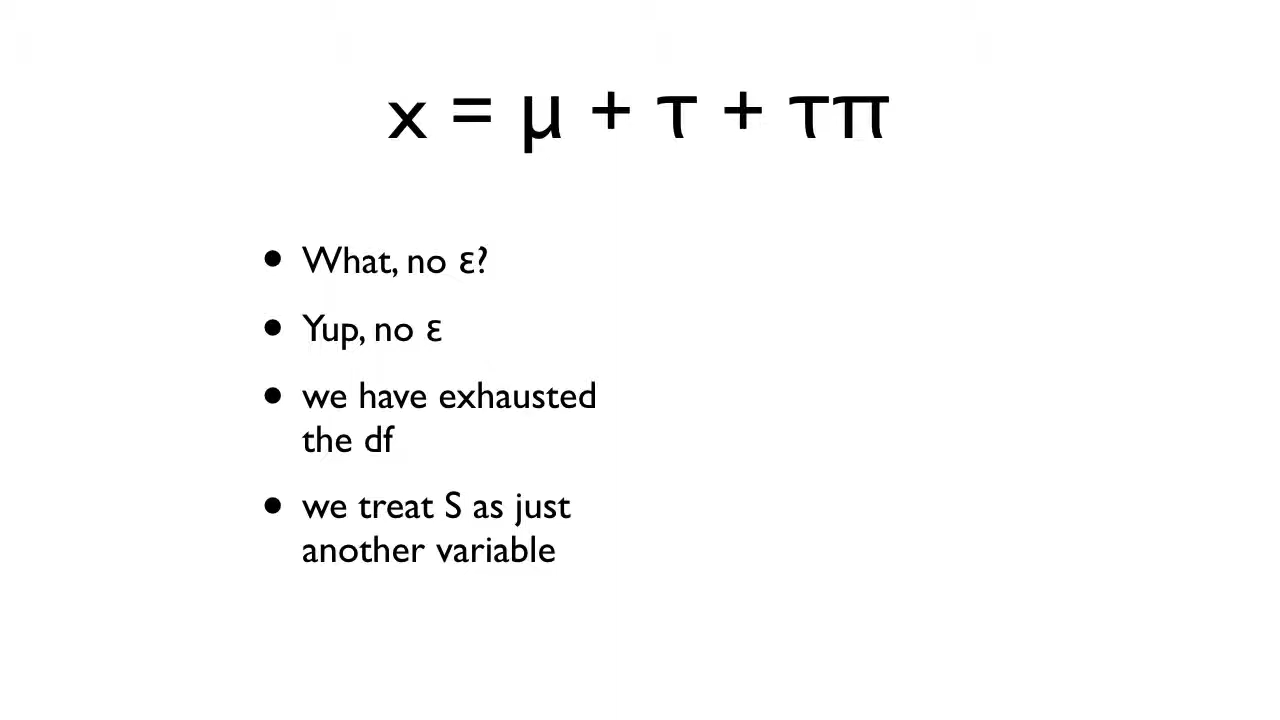 x = μ + τ + τπ
• What, no ε?
• Yup, no ε
• we have exhausted
the df
• we treat S as just
another variable